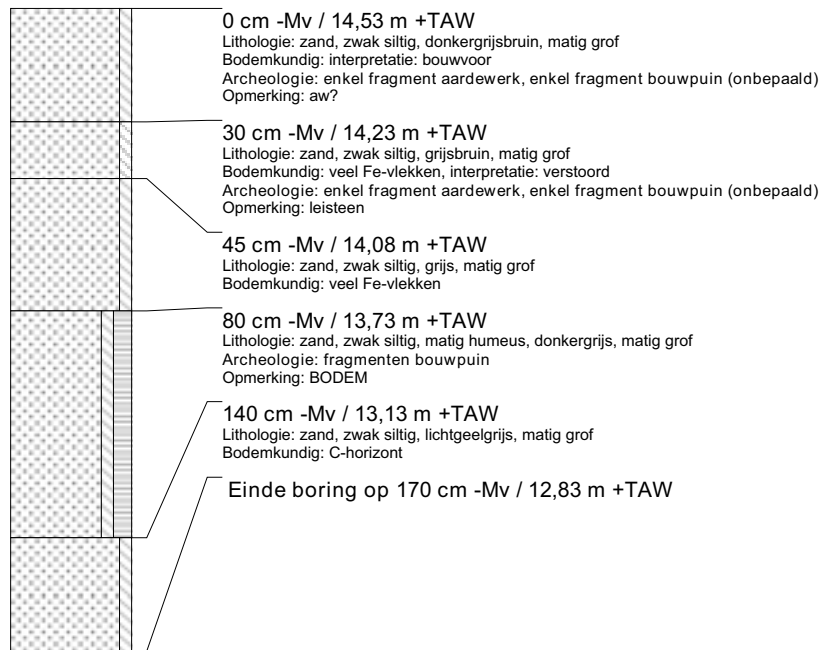 0 cm -Mv / 14,53 m +TAW
Lithologie: zand, zwak siltig, donkergrijsbruin, matig grof
Bodemkundig: interpretatie: bouwvoor
Archeologie: enkel fragment aardewerk, enkel fragment bouwpuin (onbepaald)
Opmerking: aw?
30 cm -Mv / 14,23 m +TAW
Lithologie: zand, zwak siltig, grijsbruin, matig grof
Bodemkundig: veel Fe-vlekken, interpretatie: verstoord
Archeologie: enkel fragment aardewerk, enkel fragment bouwpuin (onbepaald)
Opmerking: leisteen
45 cm -Mv / 14,08 m +TAW
Lithologie: zand, zwak siltig, grijs, matig grof
Bodemkundig: veel Fe-vlekken
80 cm -Mv / 13,73 m +TAW
Lithologie: zand, zwak siltig, matig humeus, donkergrijs, matig grof
Archeologie: fragmenten bouwpuin
Opmerking: BODEM
140 cm -Mv / 13,13 m +TAW
Lithologie: zand, zwak siltig, lichtgeelgrijs, matig grof
Bodemkundig: C-horizont
Einde boring op 170 cm -Mv / 12,83 m +TAW